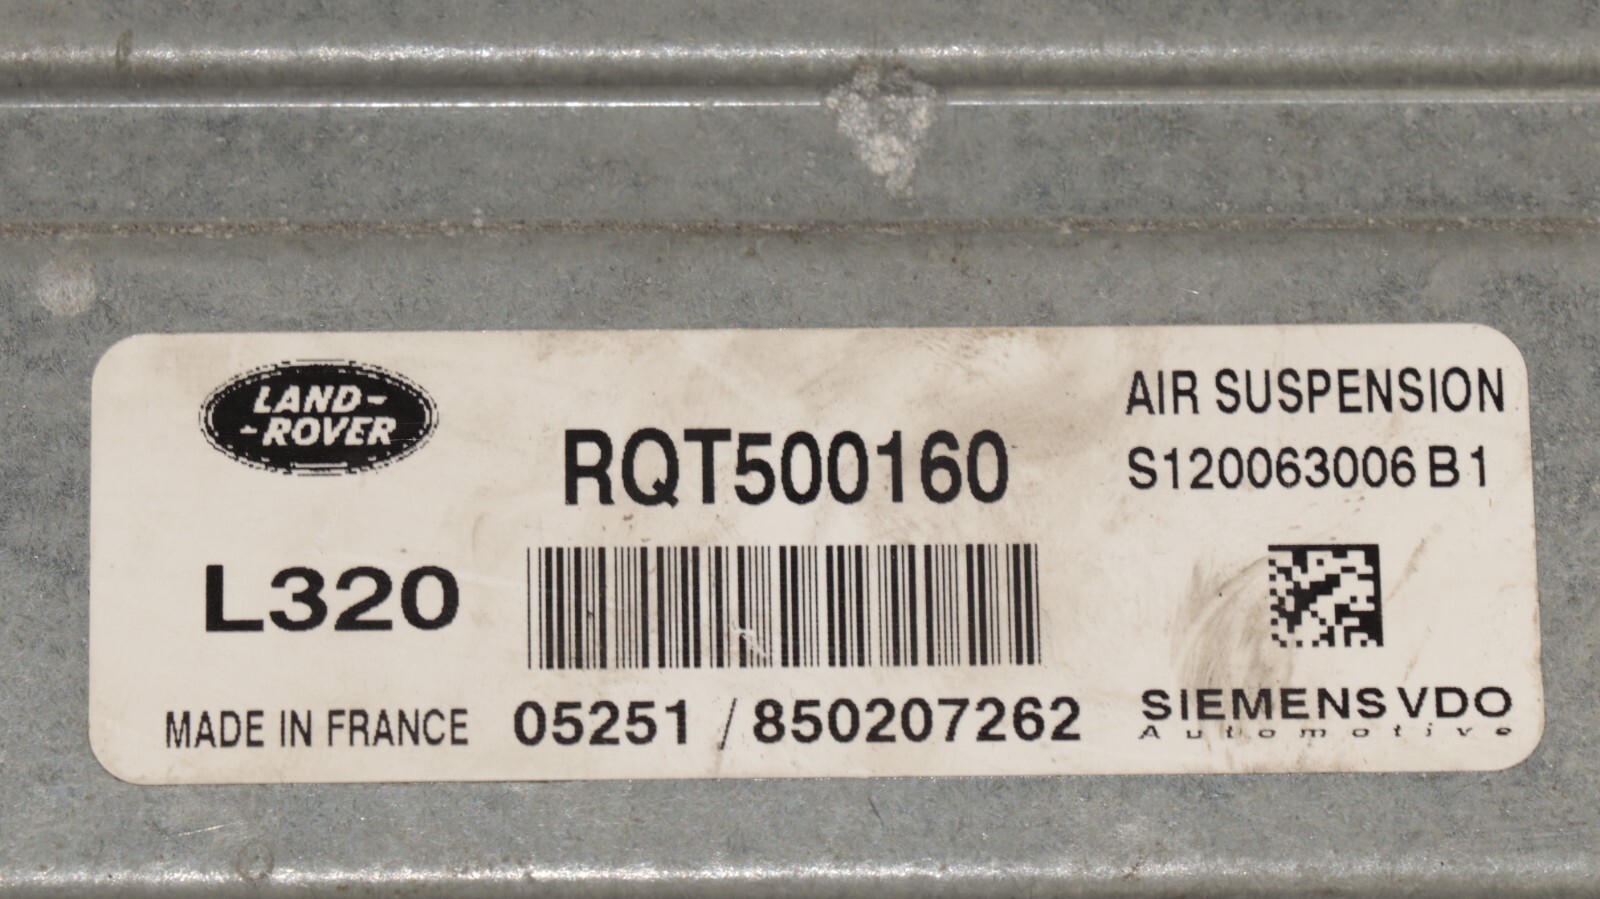 LAND-
-ROVER
RQT500160
AIR SUSPENSION
S120063006 B1
L320
MADE IN FRANCE
05251 / 850207262
SIEMENS VDO
Automotive